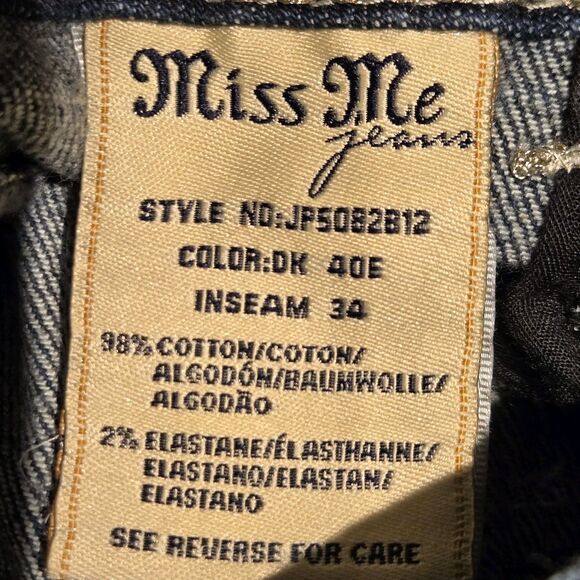 Miss Me
jeans
STYLE NO:JP5082B12
COLOR:DK 40E
INSEAM 34
98% COTTON/COTON/
ALGODÓN/BAUMWOLLE/
ALGODÃO
2% ELASTANE/ÉLASTHANNE/
ELASTANO/ELASTAN/
ELASTANO
SEE REVERSE FOR CARE